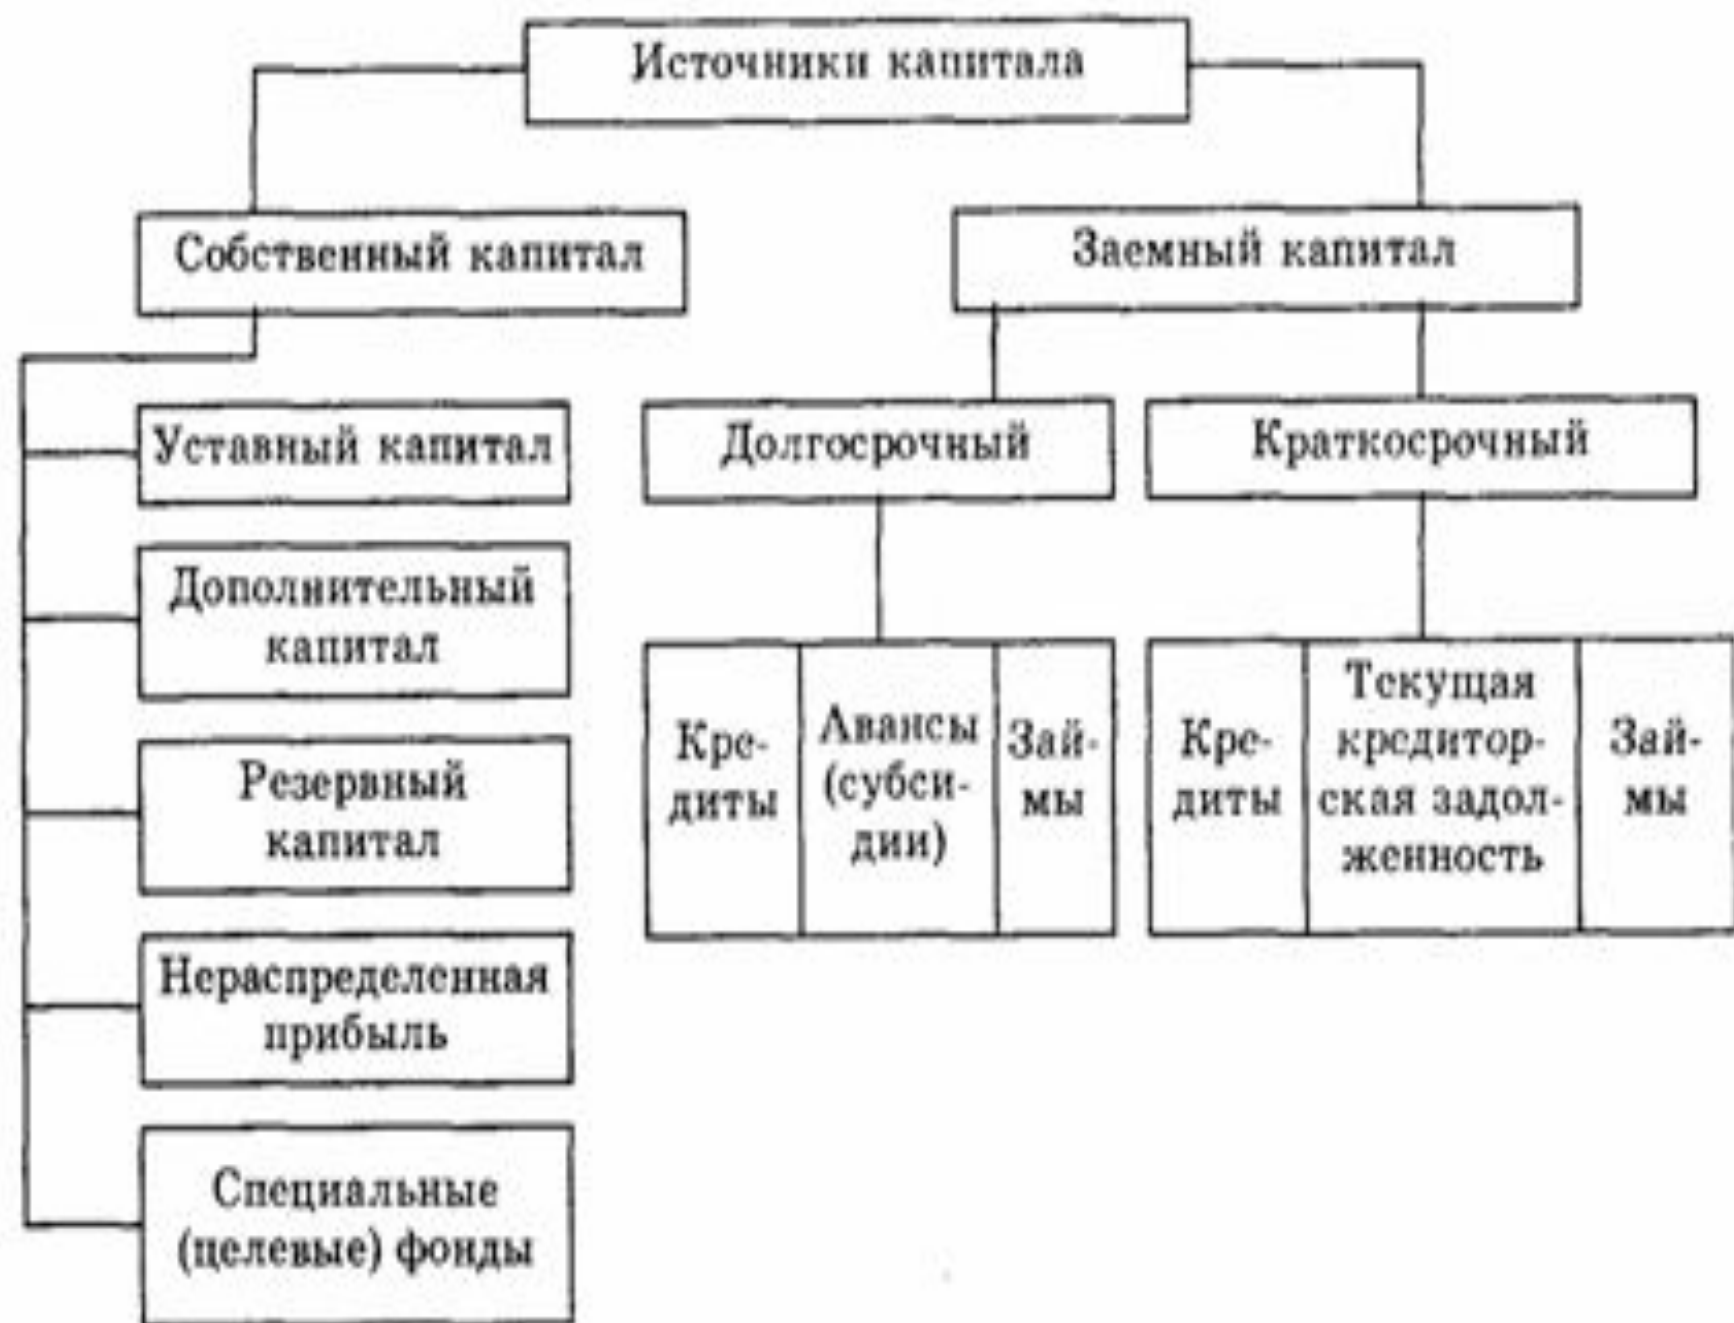 Источники капитала
Собственный капитал
Заемный капитал
Уставный капитал
Долгосрочный
Краткосрочный
Дополнительный
капитал
Резервный
капитал
Нераспределенная
прибыль
Специальные
(целевые) фонды
Кре-
диты
Авансы
(субси-
дии)
Зай-
мы
Кре-
диты
Текущая
кредитор-
ская задол-
женность
Зай-
мы